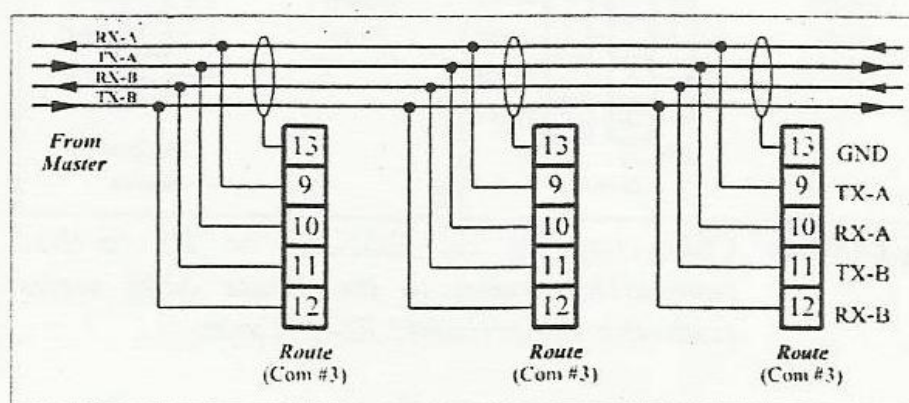 RX-A
TX-A
RX-B
TX-B
From
Master
13
9
10
11
12
Route
(Com #3)
13
9
10
11
12
Route
(Com #3)
13 GND
9 TX-A
10 RX-A
11 TX-B
12 RX-B
Route
(Com #3)